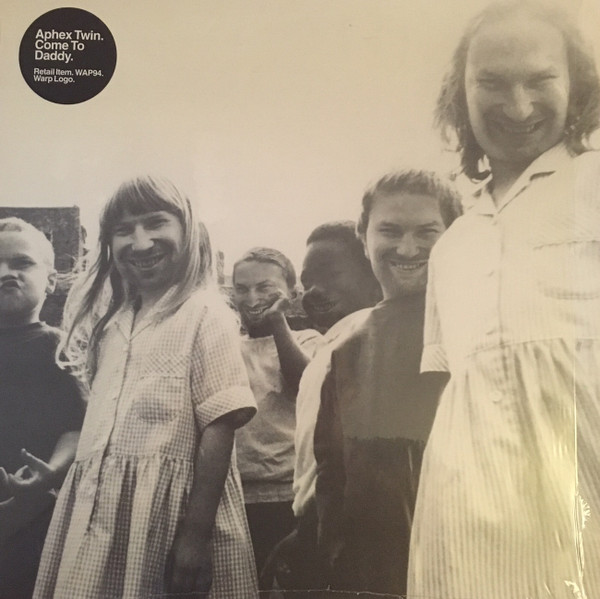 Aphex Twin.
Come To
Daddy.
Retail Item. WAP94.
Warp Logo.